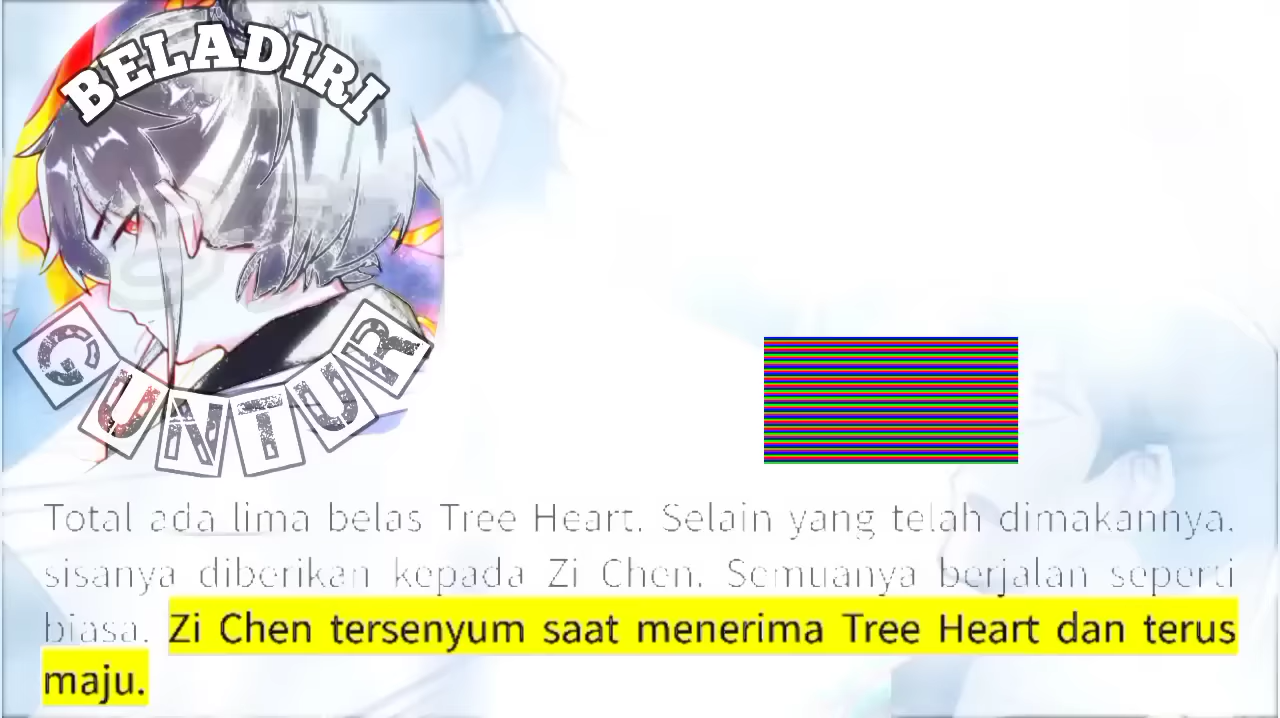 BELADIRI
GUNTUR
Total ada lima belas Tree Heart. Selain yang telah dimakannya,
sisanya diberikan kepada Zi Chen. Semuanya berjalan seperti
biasa. Zi Chen tersenyum saat menerima Tree Heart dan terus
maju.